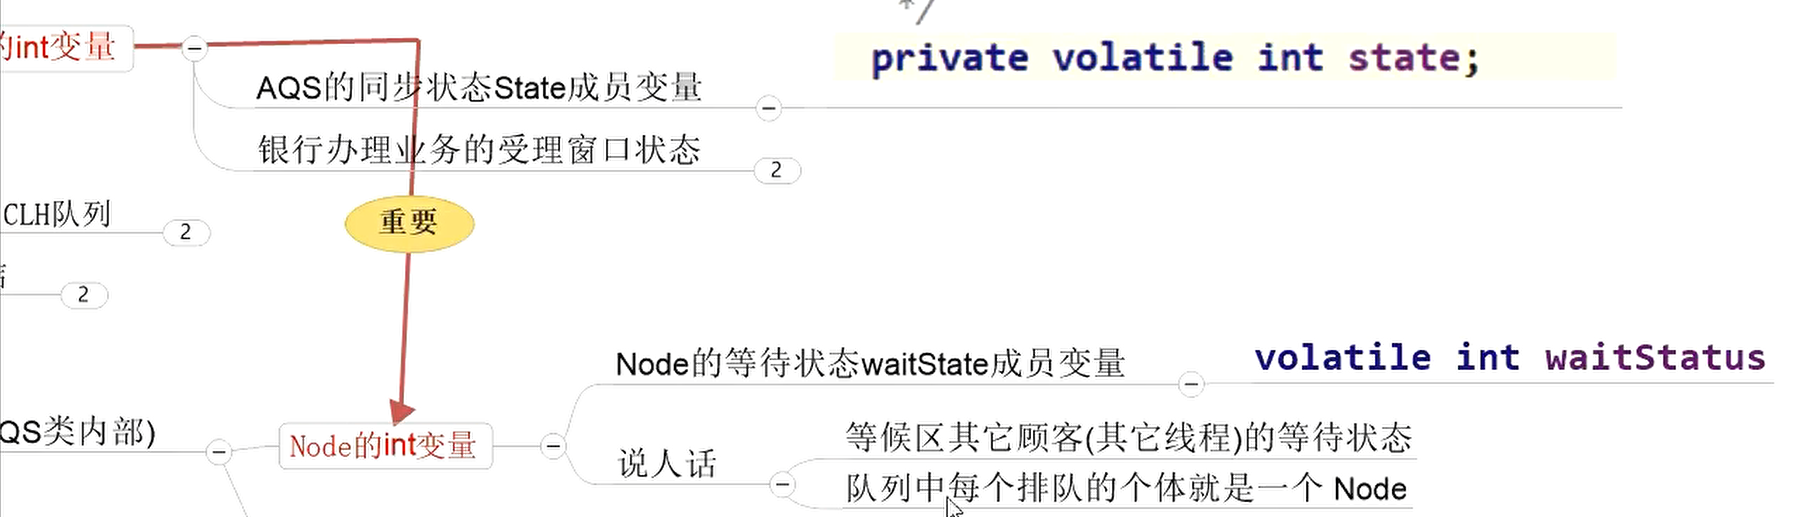 */
的int变量
private volatile int state;
AQS的同步状态State成员变量
银行办理业务的受理窗口状态
2
重要
CLH队列
2
2
Node的等待状态waitState成员变量
volatile int waitStatus
QS类内部)
Node的int变量
等候区其它顾客(其它线程)的等待状态
说人话
队列中每个排队的个体就是一个 Node